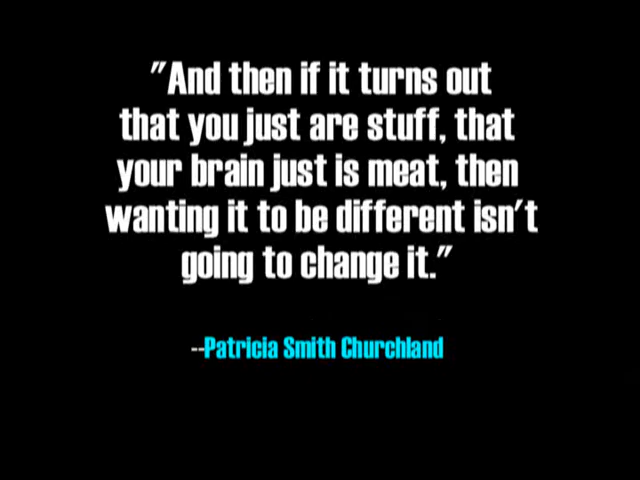 "And then if it turns out
that you just are stuff, that
your brain just is meat, then
wanting it to be different isn't
going to change it."
--Patricia Smith Churchland